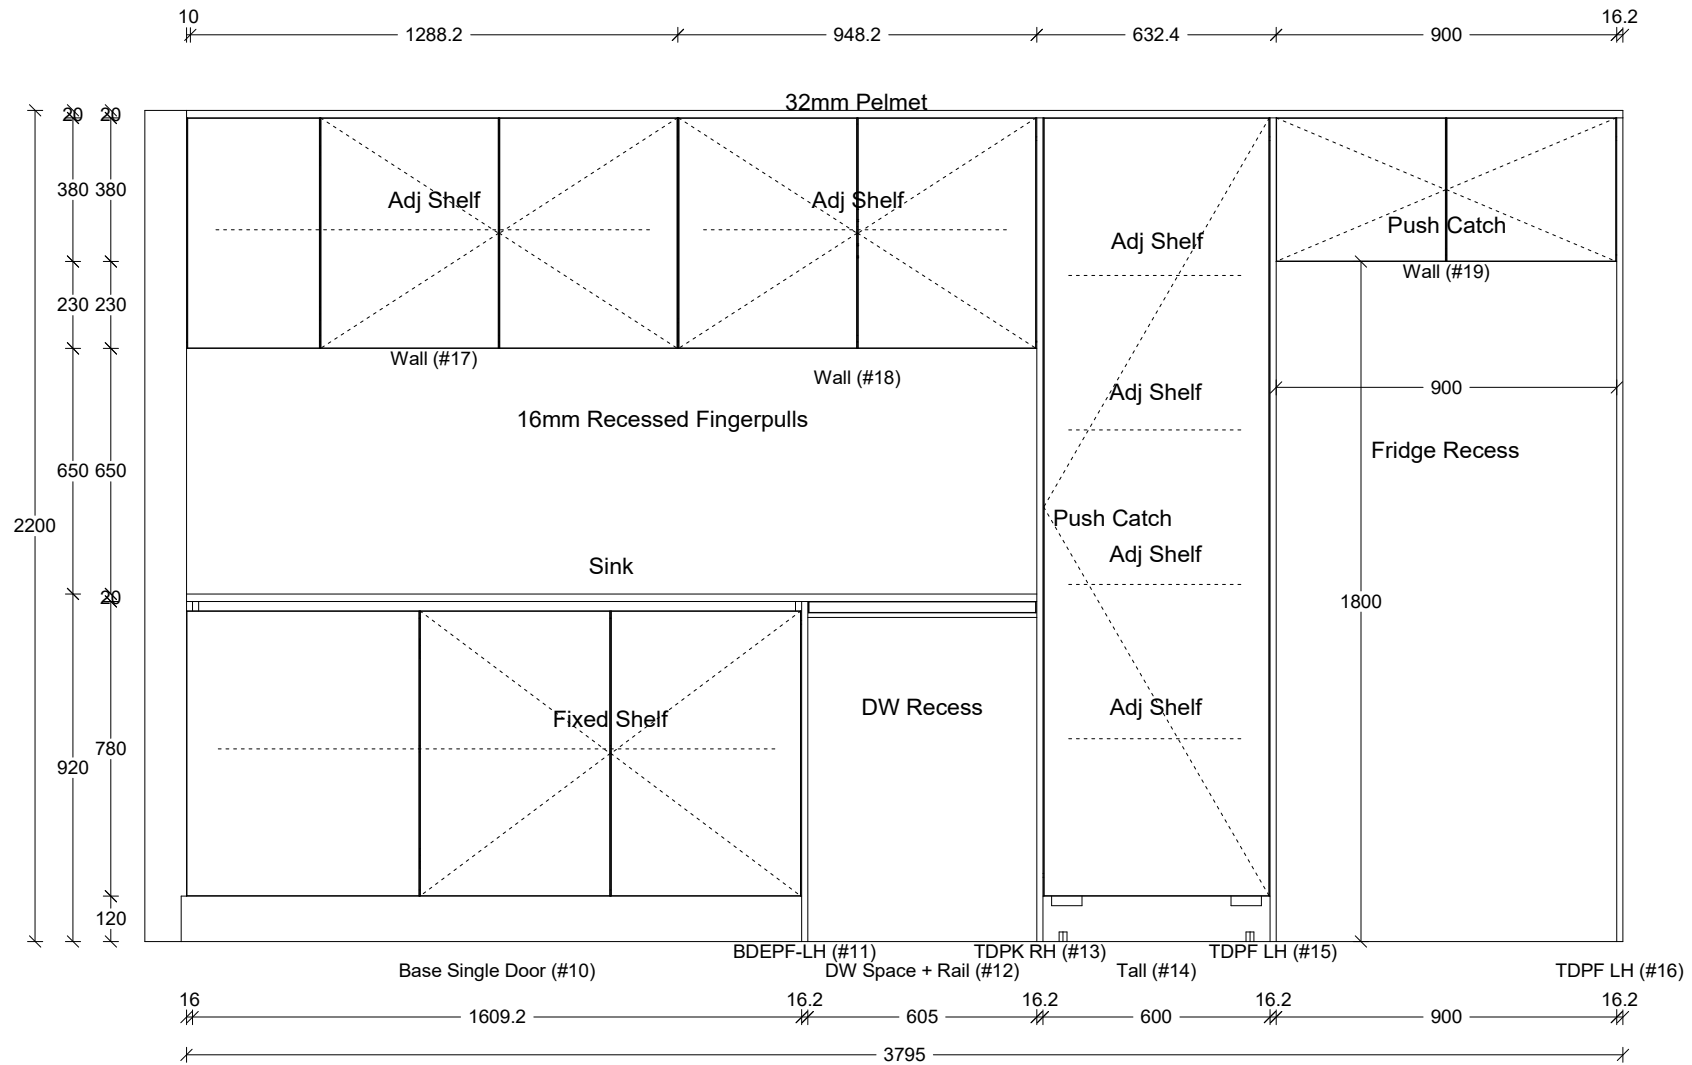 10 16.2
1288.2 948.2 632.4 900
32mm Pelmet
20 20
380 380
Adj Shelf Adj Shelf
Push Catch
Adj Shelf
Wall (#19)
230 230
Wall (#17)
Wall (#18)
900
Adj Shelf
16mm Recessed Fingerpulls
Fridge Recess
650 650
Push Catch
2200
Adj Shelf
Sink
20
1800
DW Recess Adj Shelf
Fixed Shelf
780
920
120
BDEPF-LH (#11) TDPK RH (#13) TDPF LH (#15)
Base Single Door (#10) DW Space + Rail (#12) Tall (#14) TDPF LH (#16)
16 16.2 16.2 16.2 16.2
1609.2 605 600 900
3795